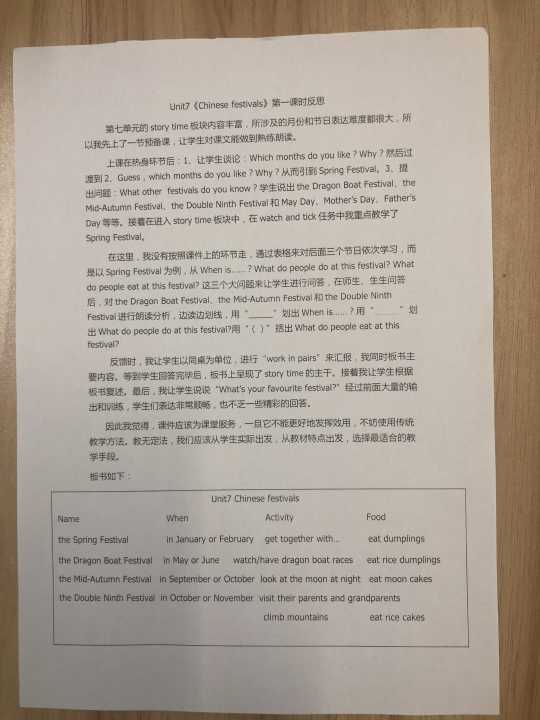 Unit7《Chinese festivals》第一课时反思
第七单元的 story time 板块内容丰富，所涉及的月份和节日表达难度都很大，所
以我先上了一节预备课，让学生对课文能做到熟练朗读。
上课在热身环节后：1、让学生谈论：Which months do you like？Why？然后过
渡到 2、Guess，which months do you like？Why？从而引到 Spring Festival。3、提
出问题：What other festivals do you know？学生说出 the Dragon Boat Festival、the
Mid-Autumn Festival、the Double Ninth Festival 和 May Day、Mother's Day、Father's
Day 等等。接着在进入 story time 板块中，在 watch and tick 任务中我重点教学了
Spring Festival。
在这里，我没有按照课件上的环节走，通过表格来对后面三个节日依次学习，而
是以 Spring Festival 为例，从 When is……？What do people do at this festival? What
do people eat at this festival? 这三个大问题来让学生进行问答，在师生、生生问答
后，对 the Dragon Boat Festival、the Mid-Autumn Festival 和 the Double Ninth
Festival 进行朗读分析，边读边划线，用"______"划出 When is……？用"﹍﹍﹍"划
出 What do people do at this festival?用"（ ）"括出 What do people eat at this
festival?
反馈时，我让学生以同桌为单位，进行"work in pairs"来汇报，我同时板书主
要内容。等到学生回答完毕后，板书上呈现了 story time 的主干。接着我让学生根据
板书复述。最后，我让学生说说"What's your favourite festival?"经过前面大量的输
出和训练，学生们表达非常顺畅，也不乏一些精彩的回答。
因此我觉得，课件应该为课堂服务，一旦它不能更好地发挥效用，不妨使用传统
教学方法。教无定法，我们应该从学生实际出发，从教材特点出发，选择最适合的教
学手段。
板书如下：
Unit7 Chinese festivals
Name When Activity Food
the Spring Festival in January or February get together with… eat dumplings
the Dragon Boat Festival in May or June watch/have dragon boat races eat rice dumplings
the Mid-Autumn Festival in September or October look at the moon at night eat moon cakes
the Double Ninth Festival in October or November visit their parents and grandparents
climb mountains eat rice cakes